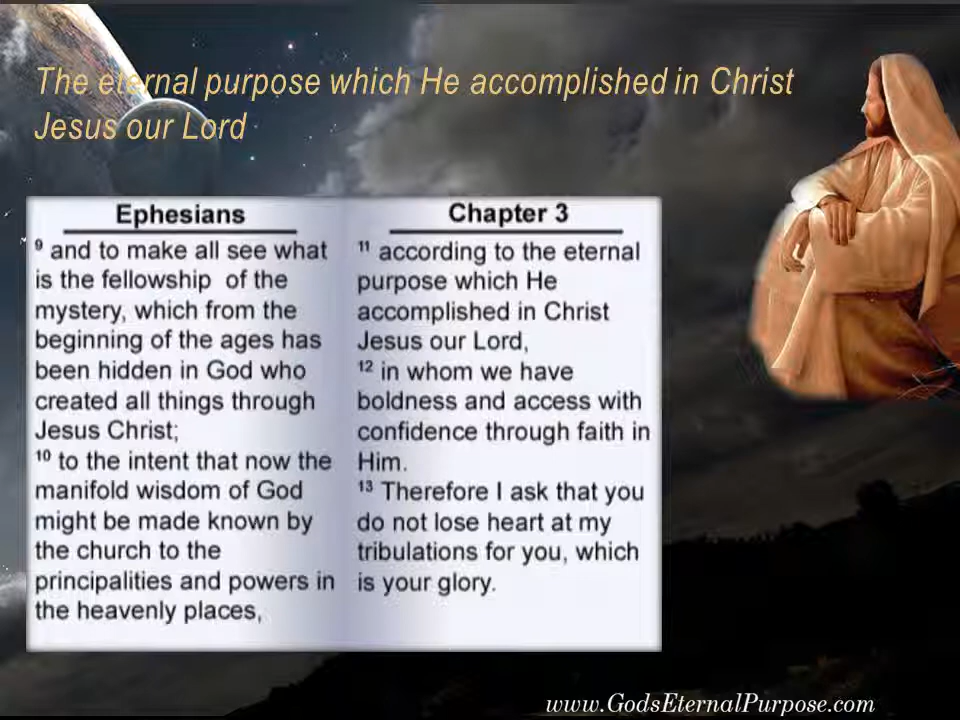 The eternal purpose which He accomplished in Christ
Jesus our Lord
Ephesians
9 and to make all see what
is the fellowship of the
mystery, which from the
beginning of the ages has
been hidden in God who
created all things through
Jesus Christ;
10 to the intent that now the
manifold wisdom of God
might be made known by
the church to the
principalities and powers in
the heavenly places,
Chapter 3
11 according to the eternal
purpose which He
accomplished in Christ
Jesus our Lord,
12 in whom we have
boldness and access with
confidence through faith in
Him.
13 Therefore I ask that you
do not lose heart at my
tribulations for you, which
is your glory.
www.GodsEternalPurpose.com